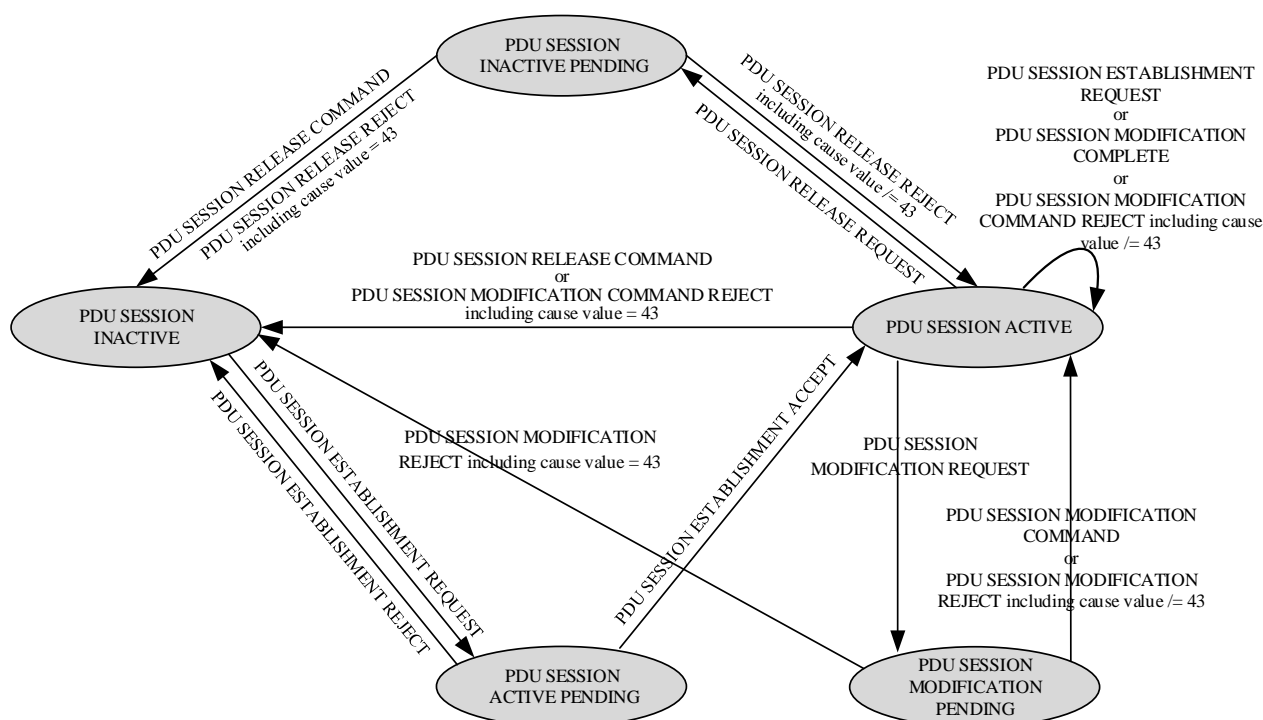 PDU SESSION
INACTIVE PENDING
PDU SESSION RELEASE COMMAND
PDU SESSION RELEASE REJECT
including cause value = 43
PDU SESSION RELEASE REJECT
including cause value /= 43
PDU SESSION RELEASE REQUEST
PDU SESSION ESTABLISHMENT
REQUEST
or
PDU SESSION MODIFICATION
COMPLETE
or
PDU SESSION MODIFICATION
COMMAND REJECT including cause
value /= 43
PDU SESSION RELEASE COMMAND
or
PDU SESSION MODIFICATION COMMAND REJECT
including cause value = 43
PDU SESSION
INACTIVE
PDU SESSION ACTIVE
PDU SESSION ESTABLISHMENT REQUEST
PDU SESSION ESTABLISHMENT REJECT
PDU SESSION MODIFICATION
REJECT including cause value = 43
PDU SESSION ESTABLISHMENT ACCEPT
PDU SESSION
MODIFICATION REQUEST
PDU SESSION MODIFICATION
COMMAND
or
PDU SESSION MODIFICATION
REJECT including cause value /= 43
PDU SESSION
ACTIVE PENDING
PDU SESSION
MODIFICATION
PENDING